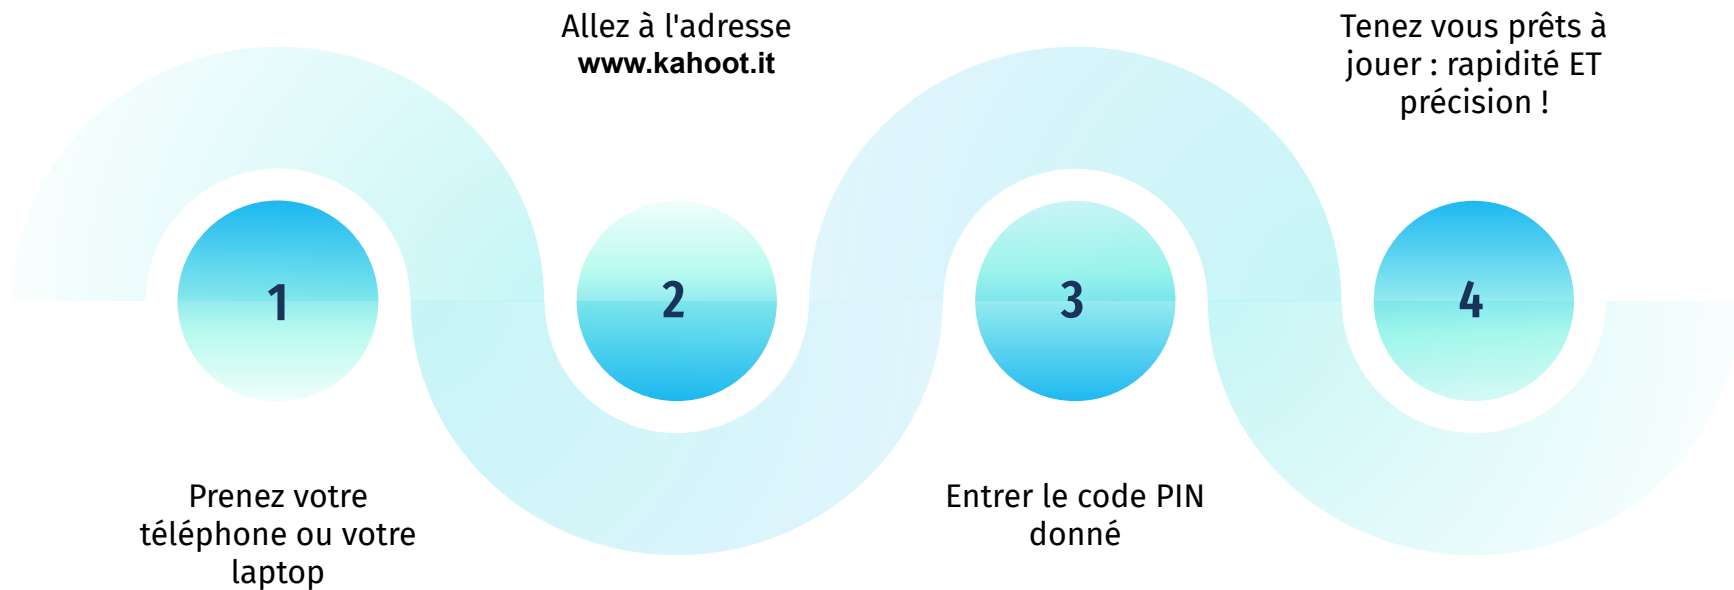 1
Prenez votre
téléphone ou votre
laptop
2
Allez à l'adresse
www.kahoot.it
3
Entrer le code PIN
donné
4
Tenez vous prêts à
jouer : rapidité ET
précision !